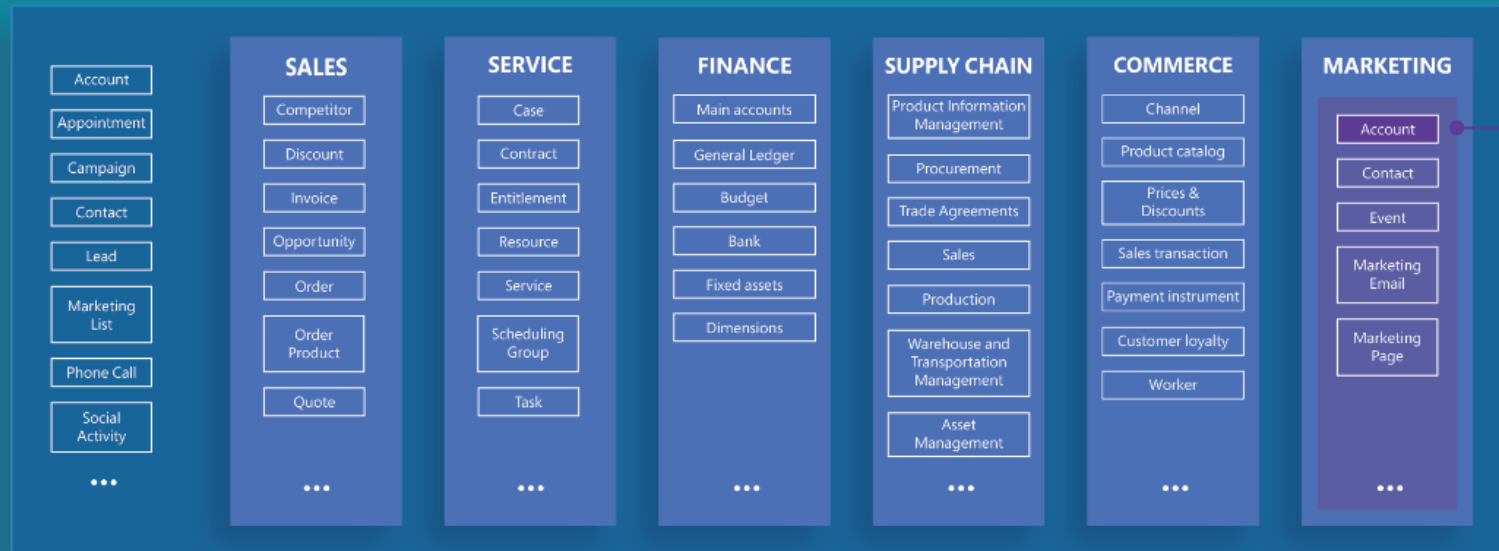 Account
Appointment
Campaign
Contact
Lead
Marketing
List
Phone Call
Social
Activity
...
SALES
Competitor
Discount
Invoice
Opportunity
Order
Order
Product
Quote
...
SERVICE
Case
Contract
Entitlement
Resource
Service
Scheduling
Group
Task
...
FINANCE
Main accounts
General Ledger
Budget
Bank
Fixed assets
Dimensions
...
SUPPLY CHAIN
Product Information
Management
Procurement
Trade Agreements
Sales
Production
Warehouse and
Transportation
Management
Asset
Management
...
COMMERCE
Channel
Product catalog
Prices &
Discounts
Sales transaction
Payment instrument
Customer loyalty
Worker
...
MARKETING
Account
Contact
Event
Marketing
Email
Marketing
Page
...